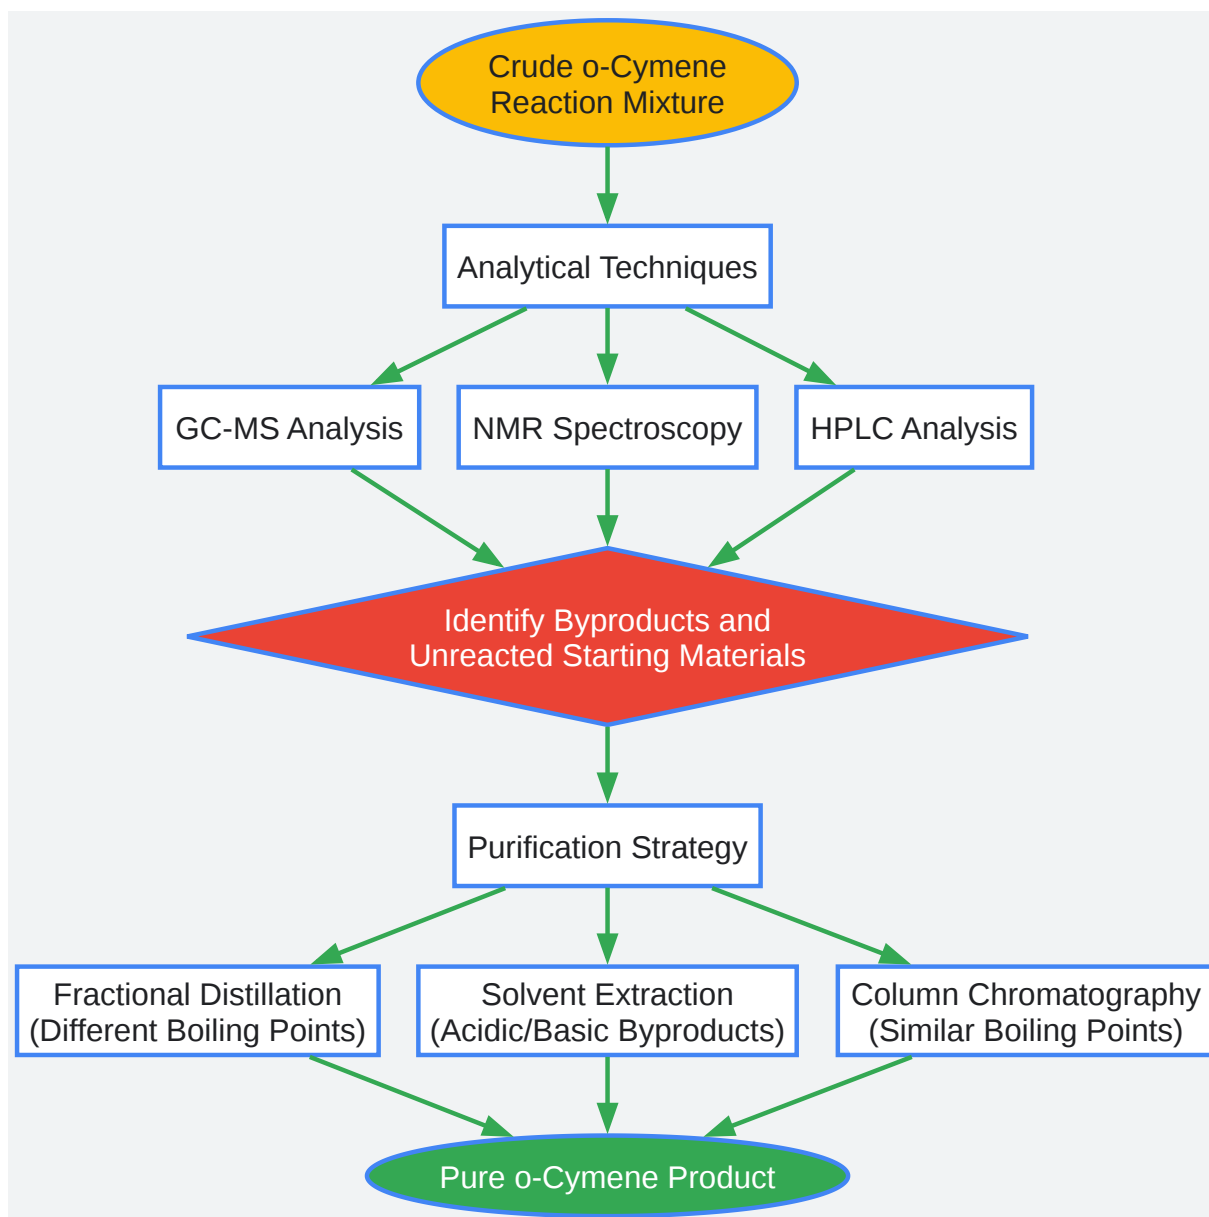 Crude o-Cymene
Reaction Mixture
Analytical Techniques
GC-MS Analysis
NMR Spectroscopy
HPLC Analysis
Identify Byproducts and
Unreacted Starting Materials
Purification Strategy
Fractional Distillation
(Different Boiling Points)
Solvent Extraction
(Acidic/Basic Byproducts)
Column Chromatography
(Similar Boiling Points)
Pure o-Cymene Product